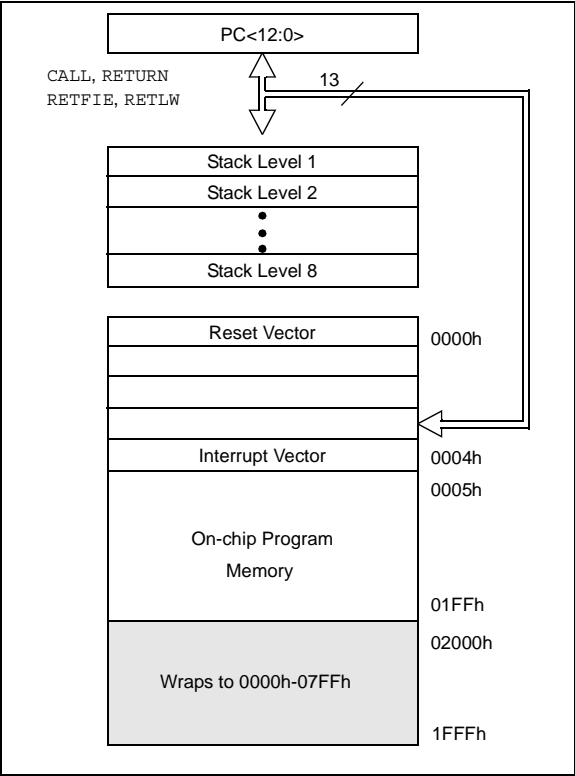 PC<12:0>
CALL, RETURN
RETFIE, RETLW
13
Stack Level 1
Stack Level 2
Stack Level 8
Reset Vector
0000h
Interrupt Vector
0004h
0005h
On-chip Program
Memory
01FFh
02000h
Wraps to 0000h-07FFh
1FFFh